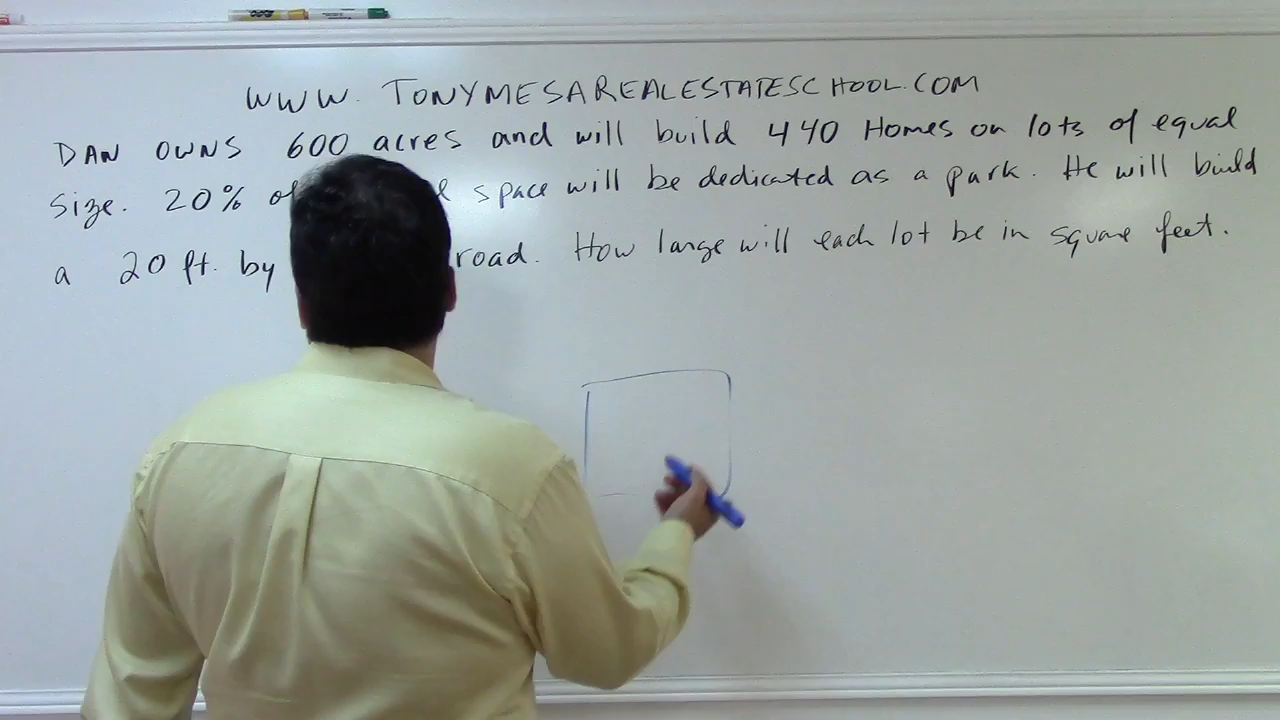 WWW. TONYMESAREALESTATESCHOOL.COM
DAN OWNS 600 acres and will build 440 Homes on lots of equal
size. 20% of space will be dedicated as a park. He will build
a 20 ft. by road. How large will each lot be in square feet.